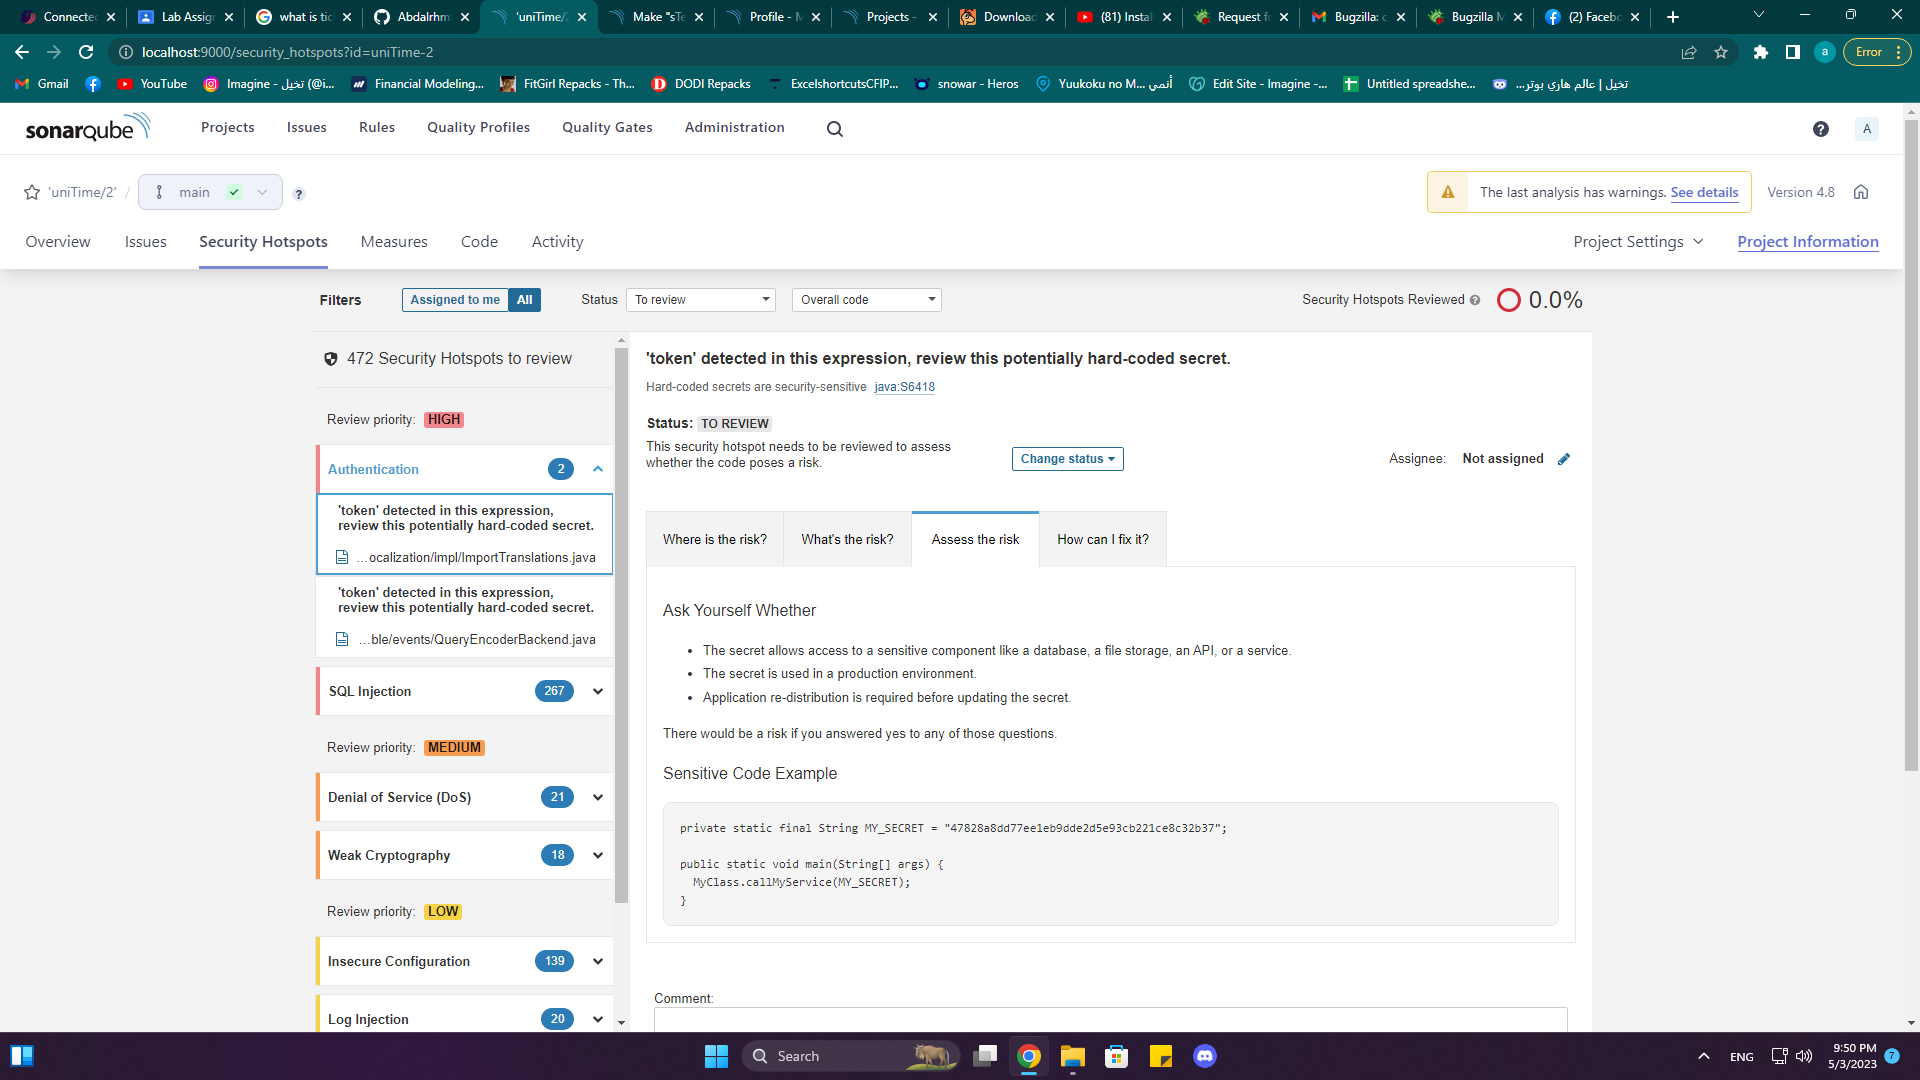 Connecte
Lab Assig
what is tic
Abdalrhm
'uniTime/
Make "sTe
Profile - M
Projects -
Download
(81) Instal
Request fo
Bugzilla: c
Bugzilla M
(2) Facebo
localhost:9000/security_hotspots?id=uniTime-2
a
Error
Gmail
YouTube
Imagine - تخيل (@i...
Financial Modeling...
FitGirl Repacks - Th...
DODI Repacks
ExcelshortcutsCFIP...
snowar - Heros
Yuukoku no M... أنمي
Edit Site - Imagine -...
Untitled spreadshe...
تخيل | عالم هاري بوتر...
sonarqube
Projects
Issues
Rules
Quality Profiles
Quality Gates
Administration
?
A
'uniTime/2' /
main
?
The last analysis has warnings. See details
Version 4.8
Overview
Issues
Security Hotspots
Measures
Code
Activity
Project Settings
Project Information
Filters
Assigned to me
All
Status
To review
Overall code
Security Hotspots Reviewed ?
0.0%
472 Security Hotspots to review
Review priority: HIGH
Authentication
2
'token' detected in this expression,
review this potentially hard-coded secret.
...ocalization/impl/ImportTranslations.java
'token' detected in this expression,
review this potentially hard-coded secret.
...ble/events/QueryEncoderBackend.java
SQL Injection
267
Review priority: MEDIUM
Denial of Service (DoS)
21
Weak Cryptography
18
Review priority: LOW
Insecure Configuration
139
Log Injection
20
'token' detected in this expression, review this potentially hard-coded secret.
Hard-coded secrets are security-sensitive java:S6418
Status: TO REVIEW
This security hotspot needs to be reviewed to assess
whether the code poses a risk.
Change status
Assignee: Not assigned
Where is the risk?
What's the risk?
Assess the risk
How can I fix it?
Ask Yourself Whether
• The secret allows access to a sensitive component like a database, a file storage, an API, or a service.
• The secret is used in a production environment.
• Application re-distribution is required before updating the secret.
There would be a risk if you answered yes to any of those questions.
Sensitive Code Example
private static final String MY_SECRET = "47828a8dd77ee1eb9dde2d5e93cb221ce8c32b37";
public static void main(String[] args) {
MyClass.callMyService(MY_SECRET);
}
Comment:
Search
ENG
9:50 PM
5/3/2023
7